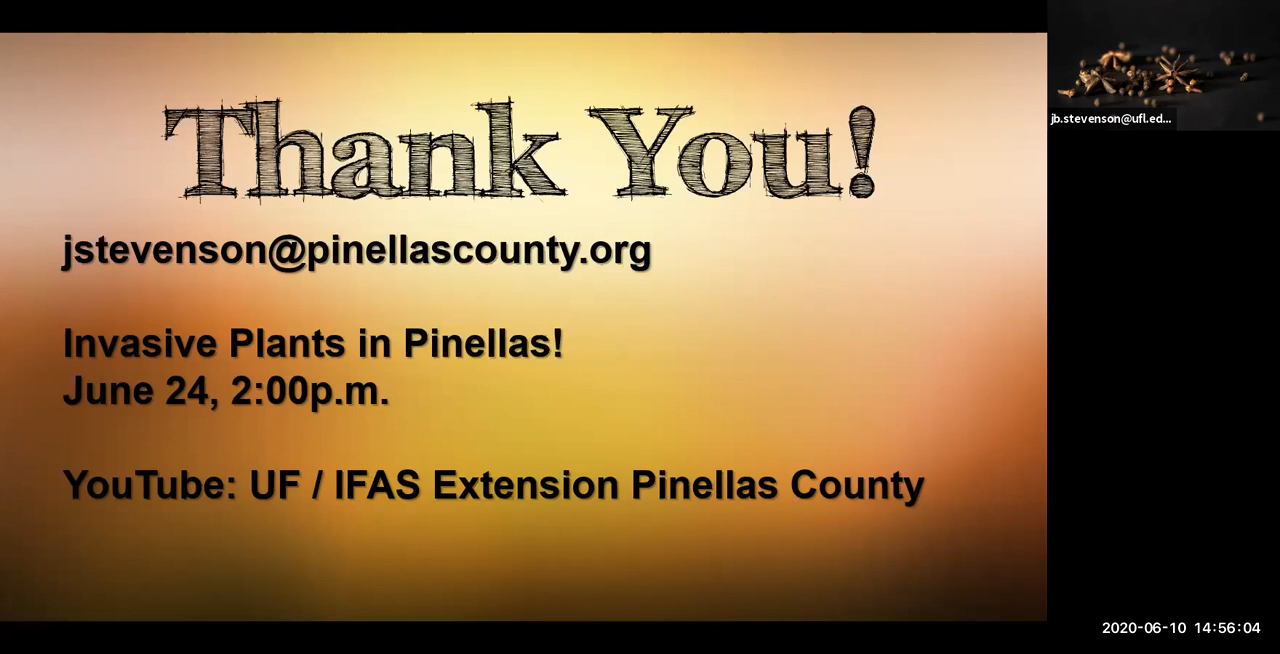 Thank You!
jstevenson@pinellascounty.org
Invasive Plants in Pinellas!
June 24, 2:00p.m.
YouTube: UF / IFAS Extension Pinellas County
jb.stevenson@ufl.ed...
2020-06-10 14:56:04